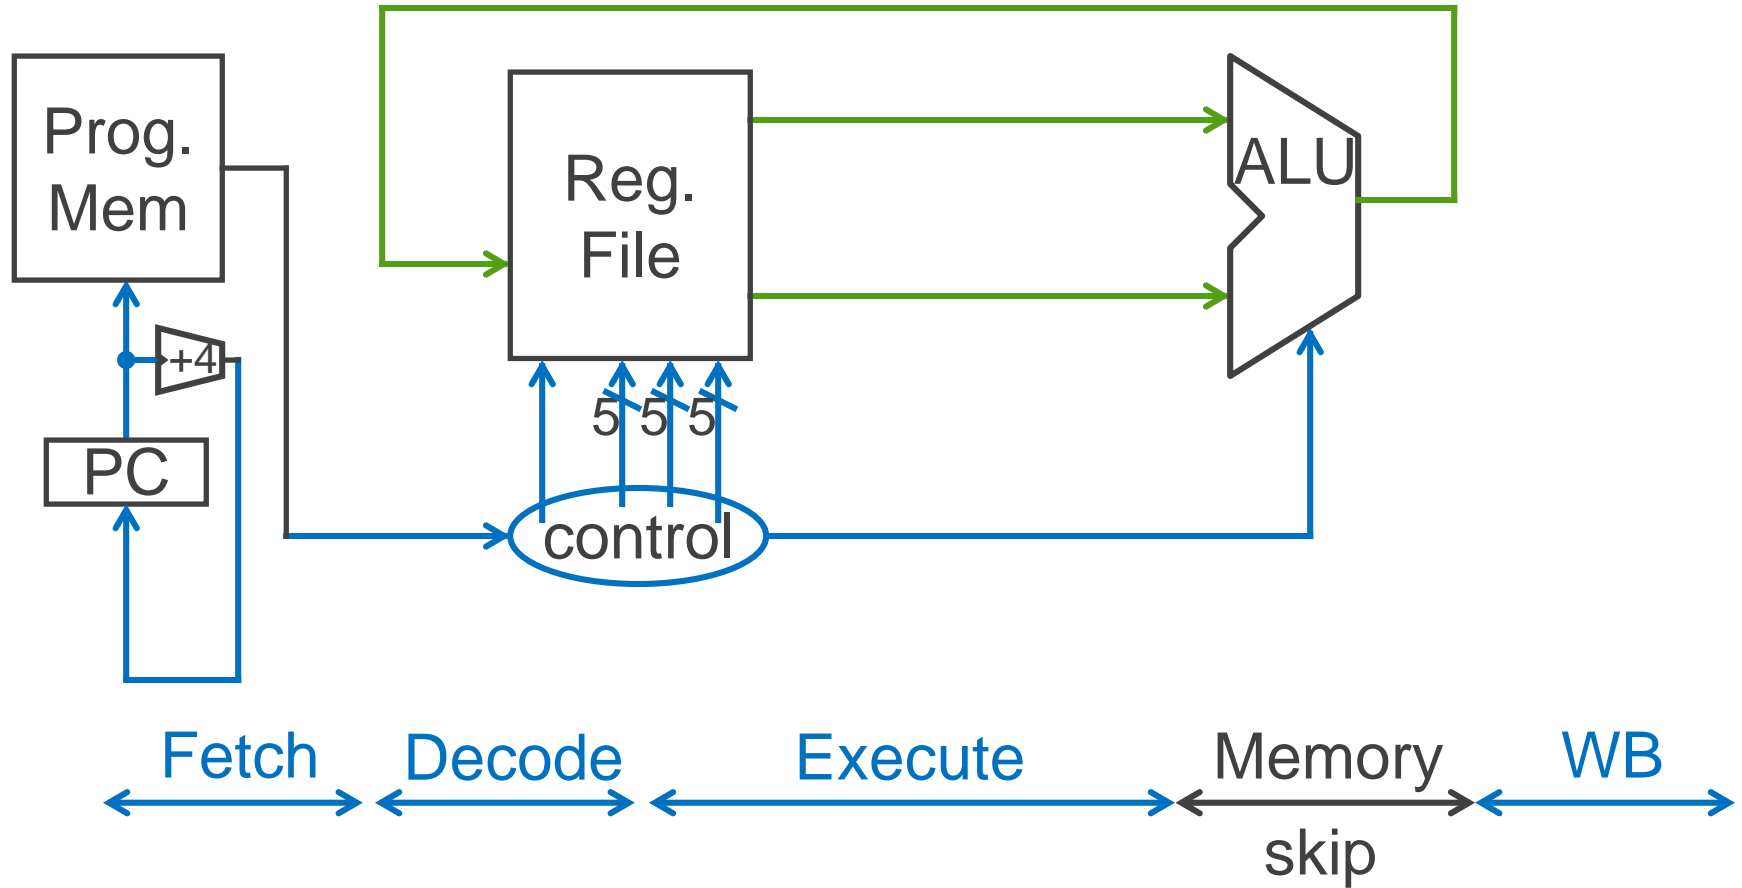 Prog.
Mem
Reg.
File
ALU
+4
5 5 5
PC
control
Fetch Decode Execute Memory WB
skip